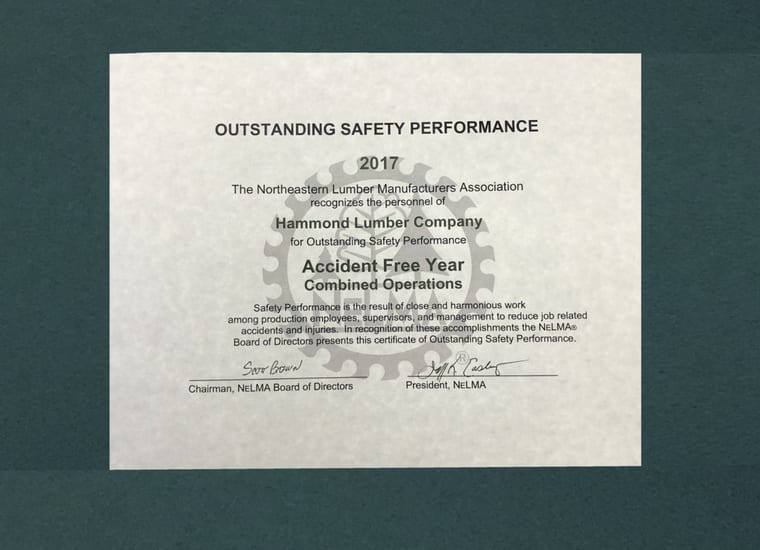 OUTSTANDING SAFETY PERFORMANCE
2017
The Northeastern Lumber Manufacturers Association
recognizes the personnel of
Hammond Lumber Company
for Outstanding Safety Performance
Accident Free Year
Combined Operations
Safety Performance is the result of close and harmonious work
among production employees, supervisors, and management to reduce job related
accidents and injuries. In recognition of these accomplishments the NELMA®
Board of Directors presents this certificate of Outstanding Safety Performance.
NELMA
®
Brown
Chairman, NELMA Board of Directors
President, NELMA